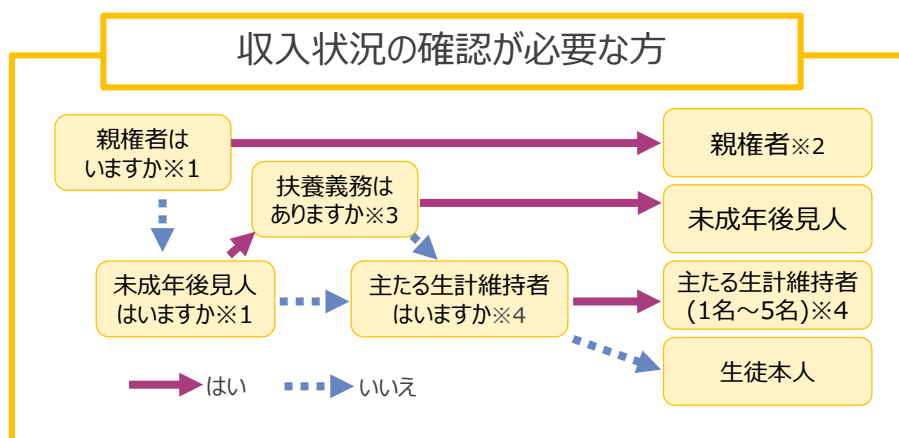 収入状況の確認が必要な方
親権者は
いますか※1
親権者※2
扶養義務は
ありますか※3
未成年後見人
未成年後見人
はいますか※1
主たる生計維持者
はいますか※4
主たる生計維持者
(1名～5名)※4
生徒本人
はい
いいえ